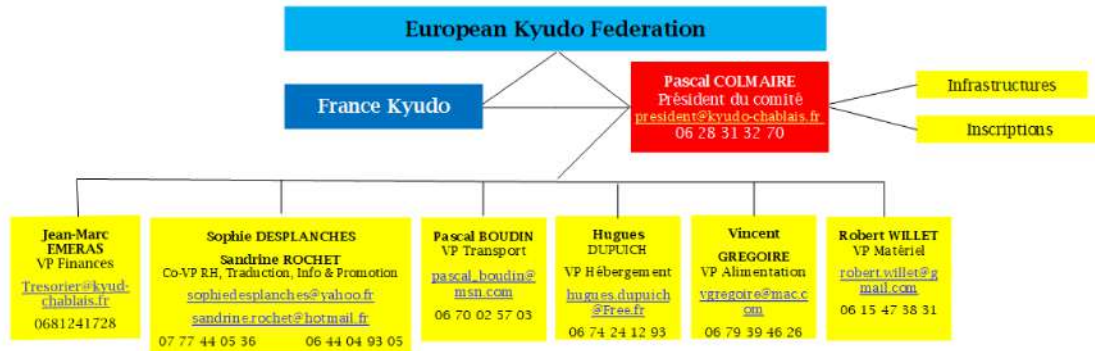 European Kyudo Federation
France Kyudo
Pascal COLMAIRE
Président du comité
president@kyudo-chablais.fr
06 28 31 32 70
Infrastructures
Inscriptions
Jean-Marc
EMERAS
VP Finances
Tresorier@kyud-
chablais.fr
0681241728
Sophie DESPLANCHES
Sandrine ROCHET
Co-VP RH, Traduction, Info & Promotion
sophiedesplanches@yahoo.fr
sandrine.rochet@hotmail.fr
07 77 44 05 36 06 44 04 93 05
Pascal BOUDIN
VP Transport
pascal_boudin@
msn.com
06 70 02 57 03
Hugues
DUPUICH
VP Hébergement
hugues.dupuich
@Free.fr
06 74 24 12 93
Vincent
GREGOIRE
VP Alimentation
vgregoire@mac.c
om
06 79 39 46 26
Robert WILLET
VP Matériel
robert.willet@g
mail.com
06 15 47 38 31